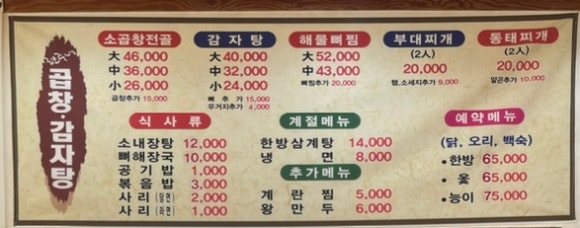 곱창·감자탕
소곱창전골
大 46,000
中 36,000
小 26,000
곱창추가 15,000
감자탕
大 40,000
中 32,000
小 24,000
뼈 추가 15,000
우거지추가 4,000
해물뼈찜
大 52,000
中 43,000
뼈찜추가 20,000
부대찌개
(2人)
20,000
햄,소세지추가 9,000
동태찌개
(2人)
20,000
알곤추가 10,000
식사류
소내장탕 12,000
뼈해장국 10,000
공기밥 1,000
볶음밥 3,000
사리(당면) 2,000
사리(라면) 1,000
계절메뉴
한방삼계탕 14,000
냉면 8,000
추가메뉴
계란찜 5,000
왕만두 6,000
예약메뉴
(닭, 오리, 백숙)
•한방 65,000
•옻 65,000
•능이 75,000